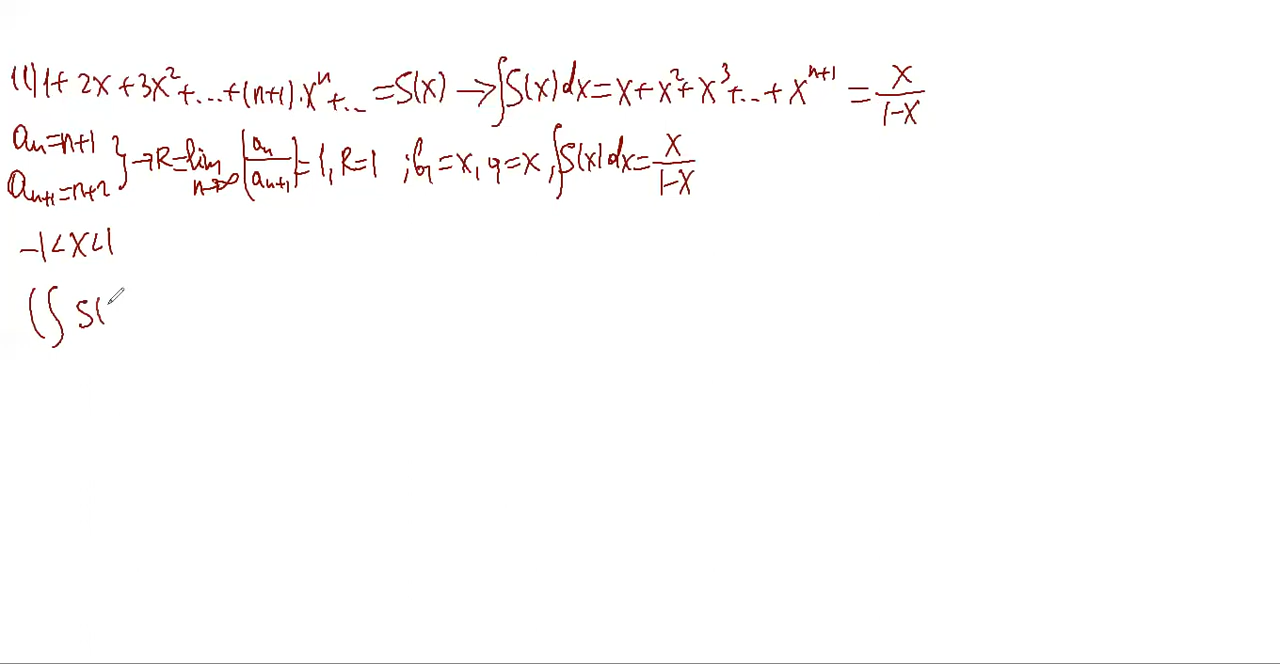 (1) 1+2x+3x²+...+(n+1)·xⁿ+... = S(x) → ∫S(x)dx = x+x²+x³+...+xⁿ⁺¹ = x/(1-x)
aₙ=n+1
aₙ₊₁=n+2 } → R=lim n→∞ |aₙ/aₙ₊₁| = 1, R=1 ; b₁=x, q=x, ∫S(x)dx = x/(1-x)
-1<x<1
(∫ S(